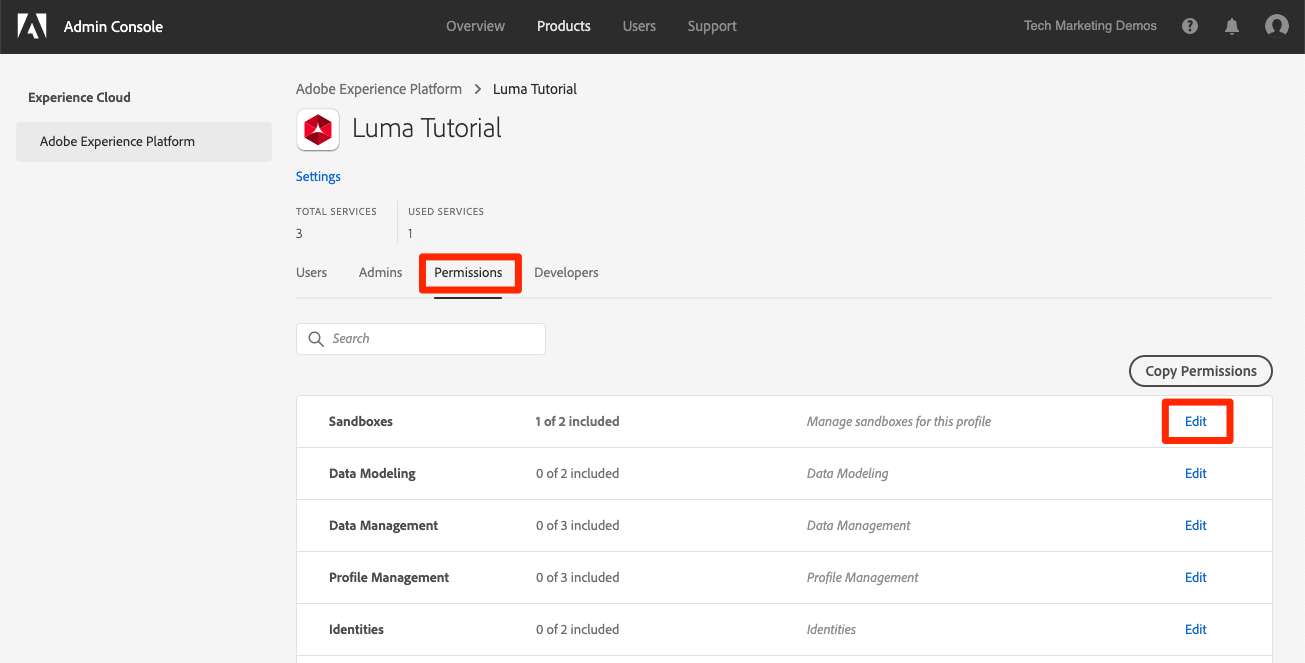 Admin Console Overview Products Users Support Tech Marketing Demos
Experience Cloud
Adobe Experience Platform
Adobe Experience Platform > Luma Tutorial
Luma Tutorial
Settings
TOTAL SERVICES USED SERVICES
3 1
Users Admins Permissions Developers
Search
Copy Permissions
Sandboxes 1 of 2 included Manage sandboxes for this profile Edit
Data Modeling 0 of 2 included Data Modeling Edit
Data Management 0 of 3 included Data Management Edit
Profile Management 0 of 3 included Profile Management Edit
Identities 0 of 2 included Identities Edit